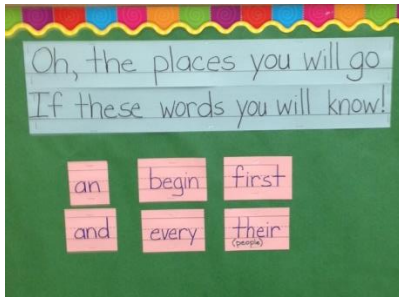 Oh, the places you will go
If these words you will know!
an begin first
and every their
(people)